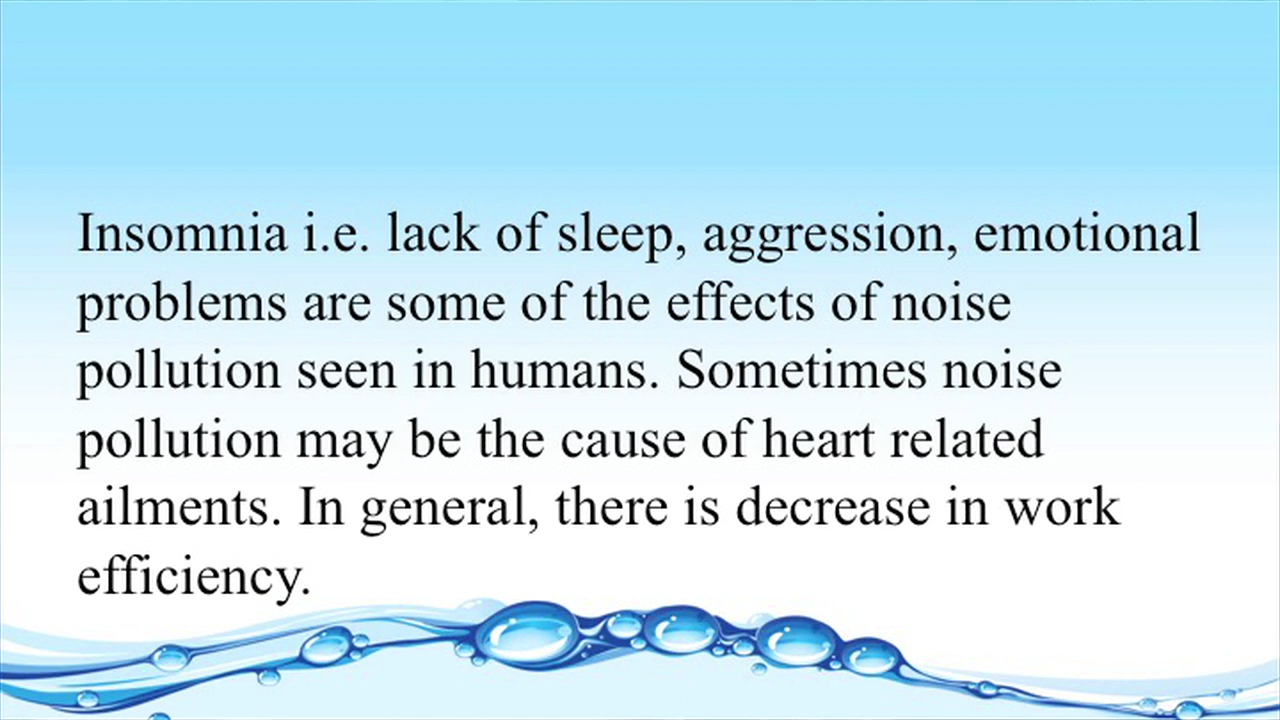 Insomnia i.e. lack of sleep, aggression, emotional
problems are some of the effects of noise
pollution seen in humans. Sometimes noise
pollution may be the cause of heart related
ailments. In general, there is decrease in work
efficiency.